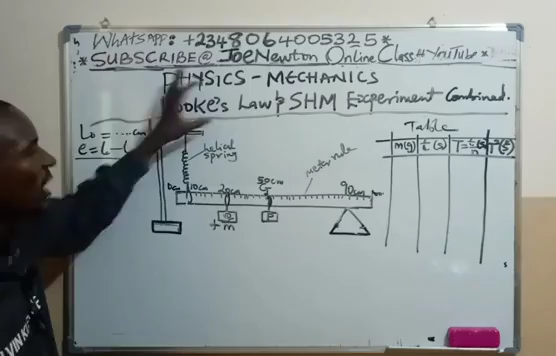 WHATSAPP: +2348064005325*
*SUBSCRIBE@ JOENEWTON ONLINE CLASS #YouTube*
PHYSICS - MECHANICS
Hooke's Law & SHM Experiment Combined.
Lo = ..... cm
e = L - L
helical
spring
Table
m(g) t (s)
metre rule
0cm 10cm 20cm 50cm 90cm
G
+ m